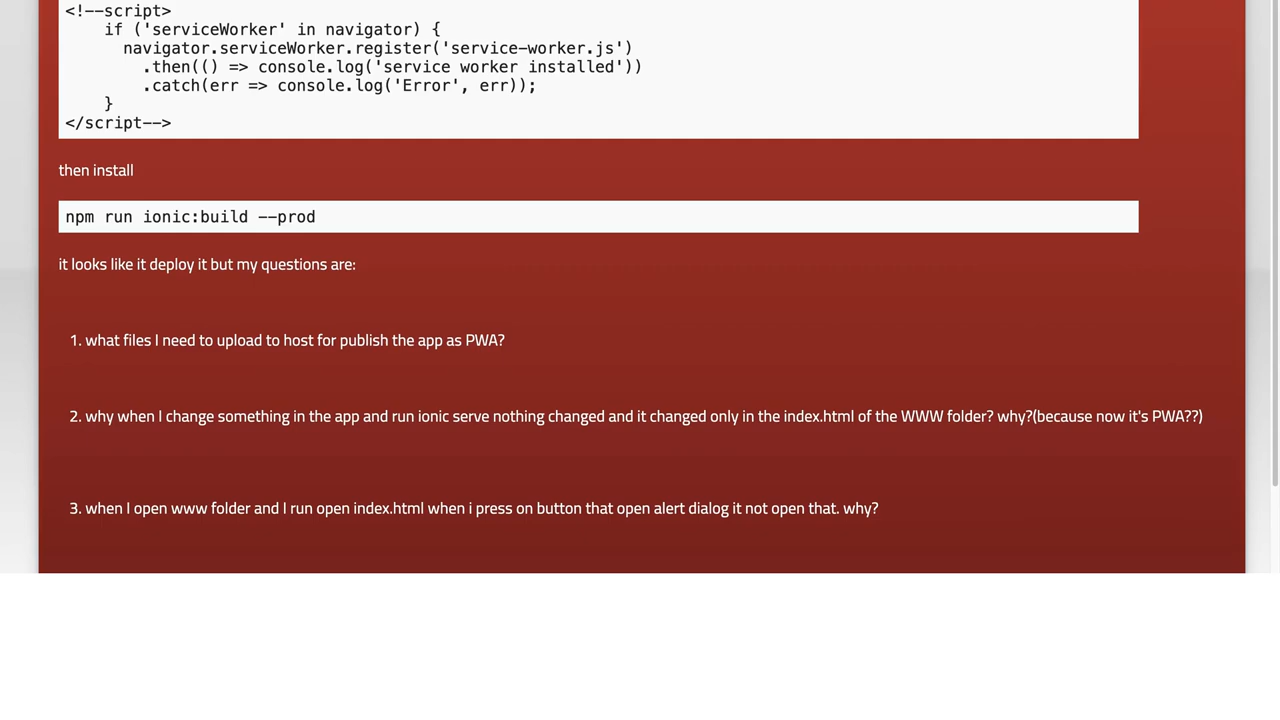 <!--script>
    if ('serviceWorker' in navigator) {
      navigator.serviceWorker.register('service-worker.js')
        .then(() => console.log('service worker installed'))
        .catch(err => console.log('Error', err));
    }
</script-->
then install
npm run ionic:build --prod
it looks like it deploy it but my questions are:
1. what files I need to upload to host for publish the app as PWA?
2. why when I change something in the app and run ionic serve nothing changed and it changed only in the index.html of the WWW folder? why?(because now it's PWA??)
3. when I open www folder and I run open index.html when i press on button that open alert dialog it not open that. why?